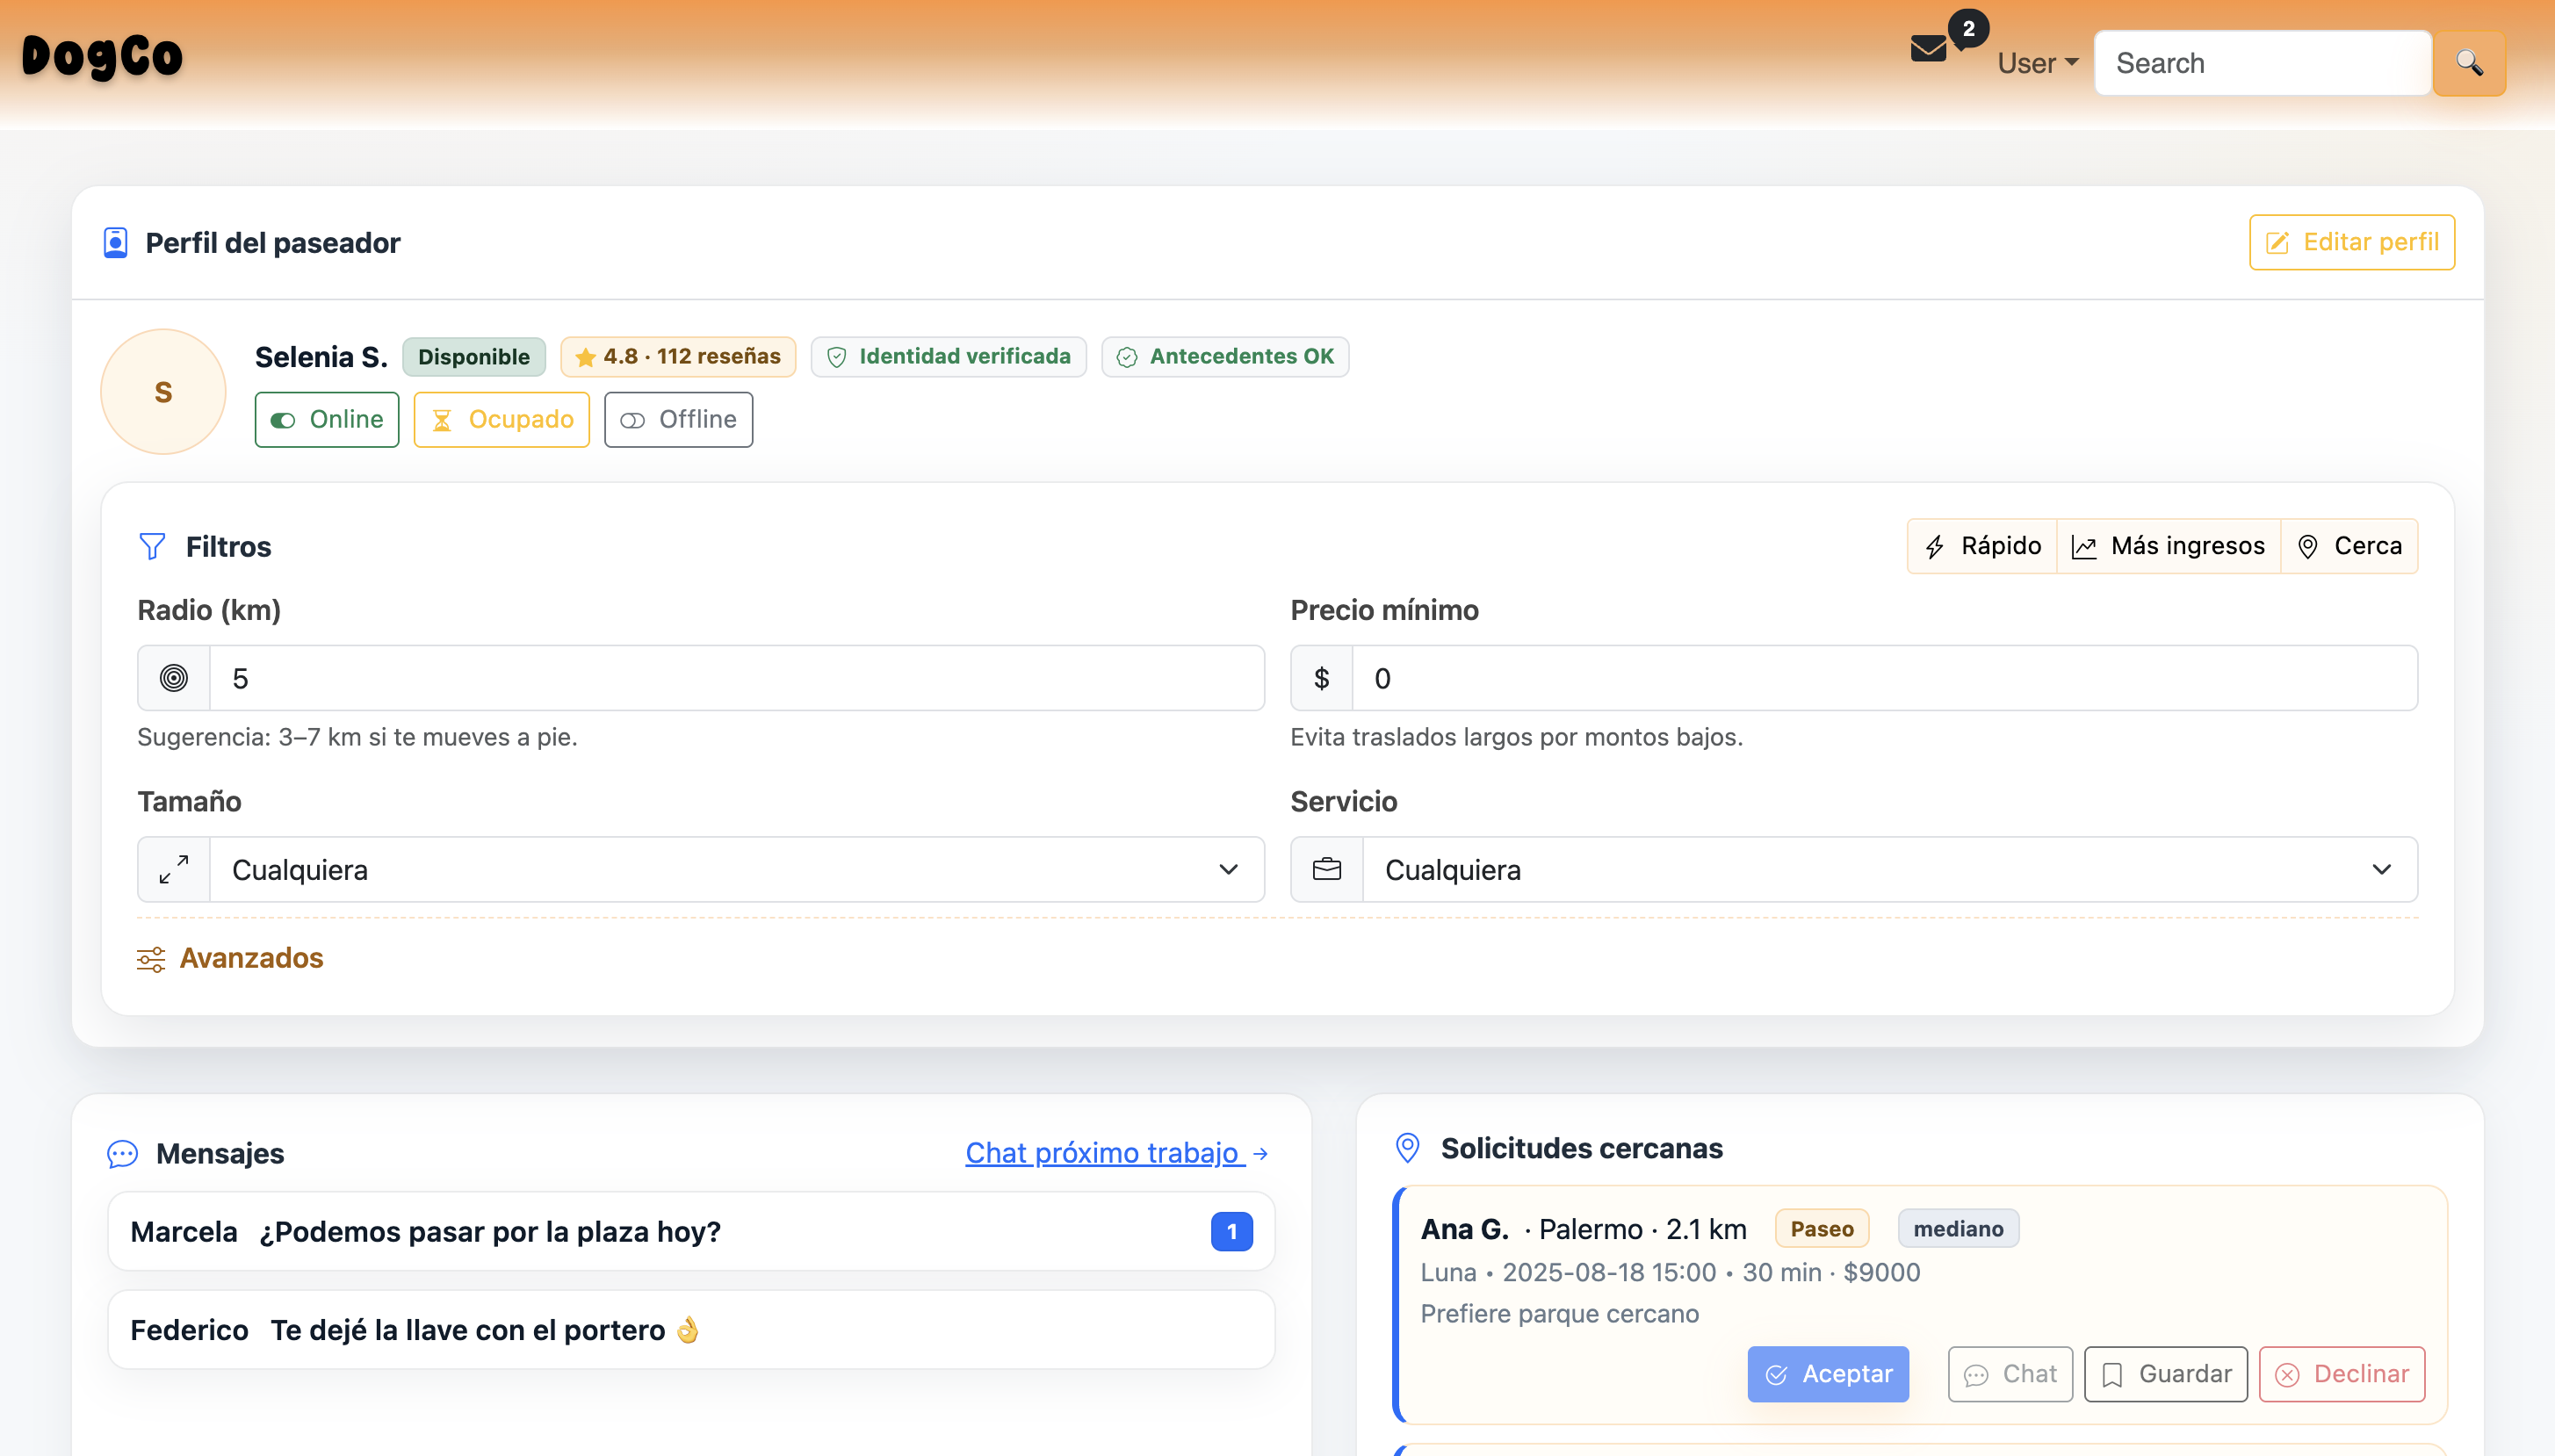 DogCo
2
User
Search
Perfil del paseador
Editar perfil
S
Selenia S.
Disponible
4.8 · 112 reseñas
Identidad verificada
Antecedentes OK
Online
Ocupado
Offline
Filtros
Rápido
Más ingresos
Cerca
Radio (km)
5
Sugerencia: 3–7 km si te mueves a pie.
Precio mínimo
$ 0
Evita traslados largos por montos bajos.
Tamaño
Cualquiera
Servicio
Cualquiera
Avanzados
Mensajes
Chat próximo trabajo →
Marcela ¿Podemos pasar por la plaza hoy?
1
Federico Te dejé la llave con el portero 👌
Solicitudes cercanas
Ana G. · Palermo · 2.1 km
Paseo
mediano
Luna • 2025-08-18 15:00 • 30 min · $9000
Prefiere parque cercano
Aceptar
Chat
Guardar
Declinar